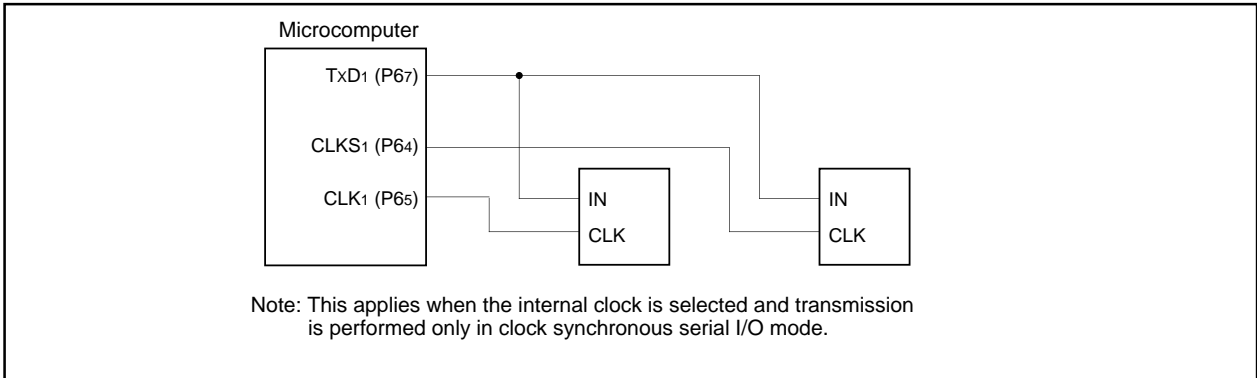 Microcomputer
TXD1 (P67)
CLKS1 (P64)
CLK1 (P65)
IN
CLK
IN
CLK
Note: This applies when the internal clock is selected and transmission
is performed only in clock synchronous serial I/O mode.